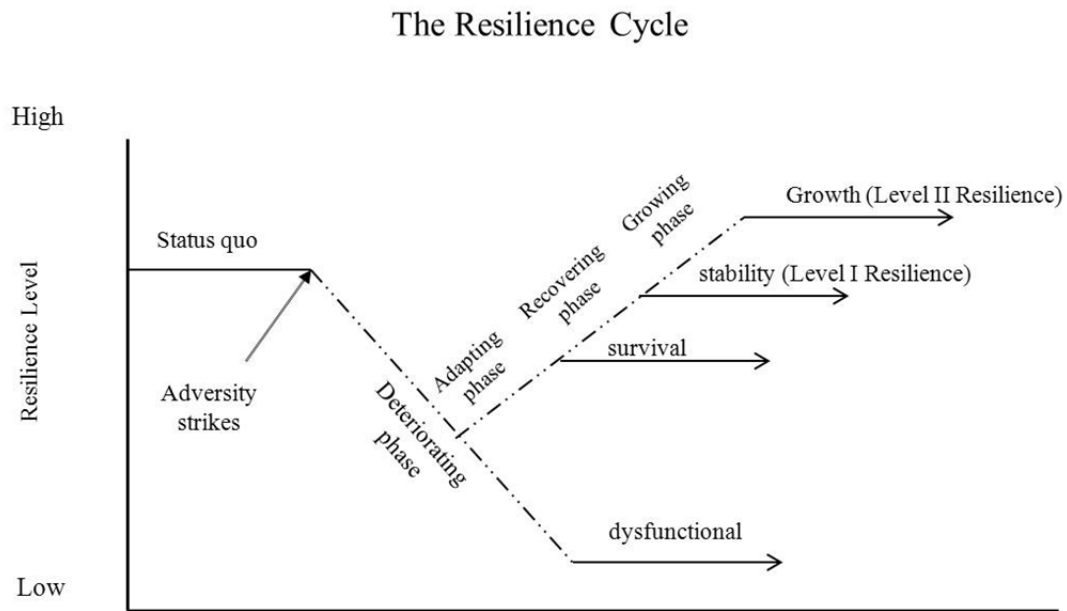 The Resilience Cycle
High
Growth (Level II Resilience)
Growing
phase
Status quo
Recovering
phase
stability (Level I Resilience)
Resilience Level
Adapting
phase
survival
Adversity
strikes
Deteriorating
phase
dysfunctional
Low